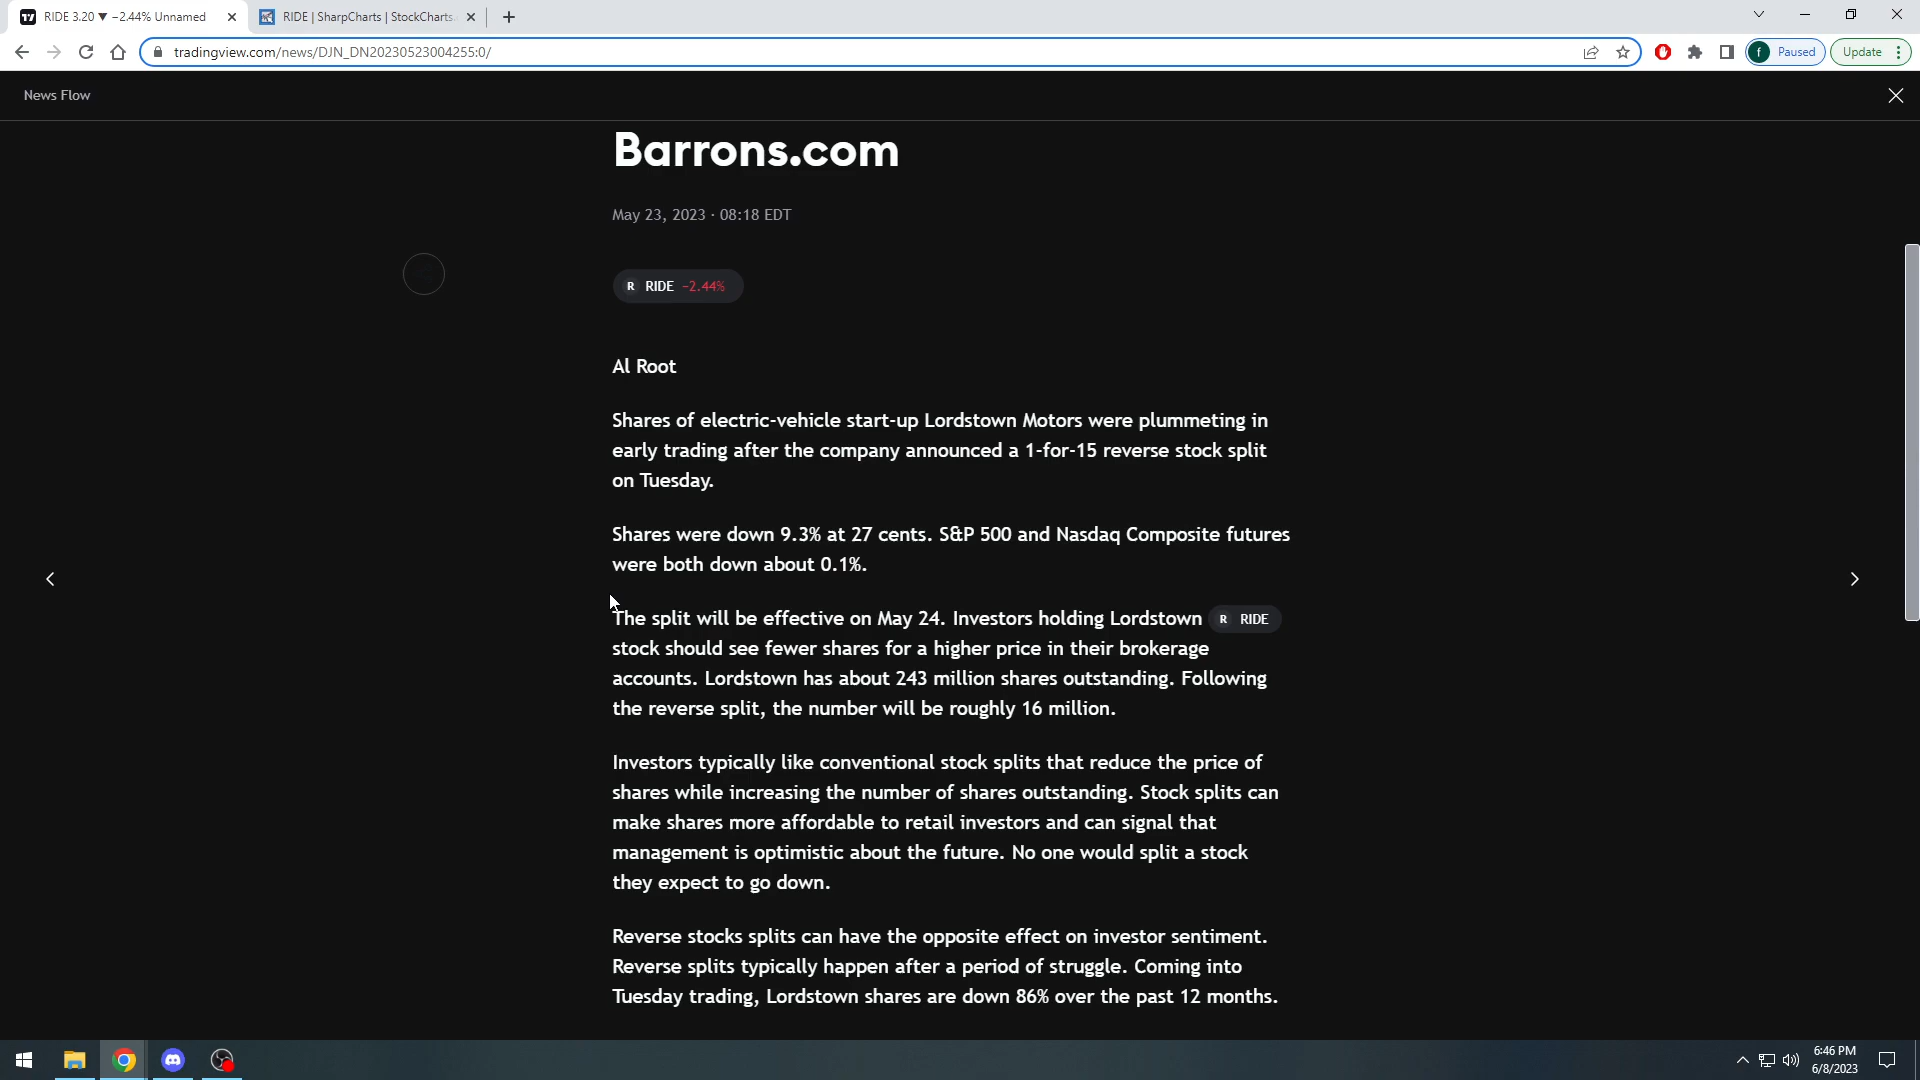 RIDE 3.20 ▼ −2.44% Unnamed
RIDE | SharpCharts | StockCharts.
tradingview.com/news/DJN_DN20230523004255:0/
f Paused
Update
News Flow
Barrons.com
May 23, 2023 · 08:18 EDT
R RIDE −2.44%
Al Root
Shares of electric-vehicle start-up Lordstown Motors were plummeting in
early trading after the company announced a 1-for-15 reverse stock split
on Tuesday.
Shares were down 9.3% at 27 cents. S&P 500 and Nasdaq Composite futures
were both down about 0.1%.
The split will be effective on May 24. Investors holding Lordstown R RIDE
stock should see fewer shares for a higher price in their brokerage
accounts. Lordstown has about 243 million shares outstanding. Following
the reverse split, the number will be roughly 16 million.
Investors typically like conventional stock splits that reduce the price of
shares while increasing the number of shares outstanding. Stock splits can
make shares more affordable to retail investors and can signal that
management is optimistic about the future. No one would split a stock
they expect to go down.
Reverse stocks splits can have the opposite effect on investor sentiment.
Reverse splits typically happen after a period of struggle. Coming into
Tuesday trading, Lordstown shares are down 86% over the past 12 months.
6:46 PM
6/8/2023